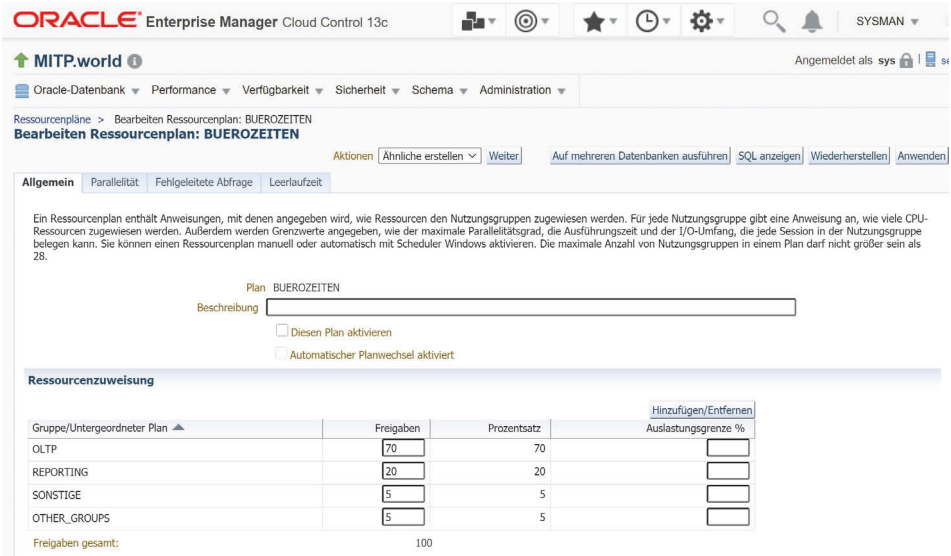 ORACLE® Enterprise Manager Cloud Control 13c
SYSMAN
MITP.world
Angemeldet als sys
Oracle-Datenbank Performance Verfügbarkeit Sicherheit Schema Administration
Ressourcenpläne > Bearbeiten Ressourcenplan: BUEROZEITEN
Bearbeiten Ressourcenplan: BUEROZEITEN
Aktionen Ähnliche erstellen Weiter Auf mehreren Datenbanken ausführen SQL anzeigen Wiederherstellen Anwenden
Allgemein Parallelität Fehlgeleitete Abfrage Leerlaufzeit
Ein Ressourcenplan enthält Anweisungen, mit denen angegeben wird, wie Ressourcen den Nutzungsgruppen zugewiesen werden. Für jede Nutzungsgruppe gibt eine Anweisung an, wie viele CPU-
Ressourcen zugewiesen werden. Außerdem werden Grenzwerte angegeben, wie der maximale Parallelitätsgrad, die Ausführungszeit und der I/O-Umfang, die jede Session in der Nutzungsgruppe
belegen kann. Sie können einen Ressourcenplan manuell oder automatisch mit Scheduler Windows aktivieren. Die maximale Anzahl von Nutzungsgruppen in einem Plan darf nicht größer sein als
28.
Plan BUEROZEITEN
Beschreibung
Diesen Plan aktivieren
Automatischer Planwechsel aktiviert
Ressourcenzuweisung
Hinzufügen/Entfernen
Gruppe/Untergeordneter Plan Freigaben Prozentsatz Auslastungsgrenze %
OLTP 70 70
REPORTING 20 20
SONSTIGE 5 5
OTHER_GROUPS 5 5
Freigaben gesamt: 100